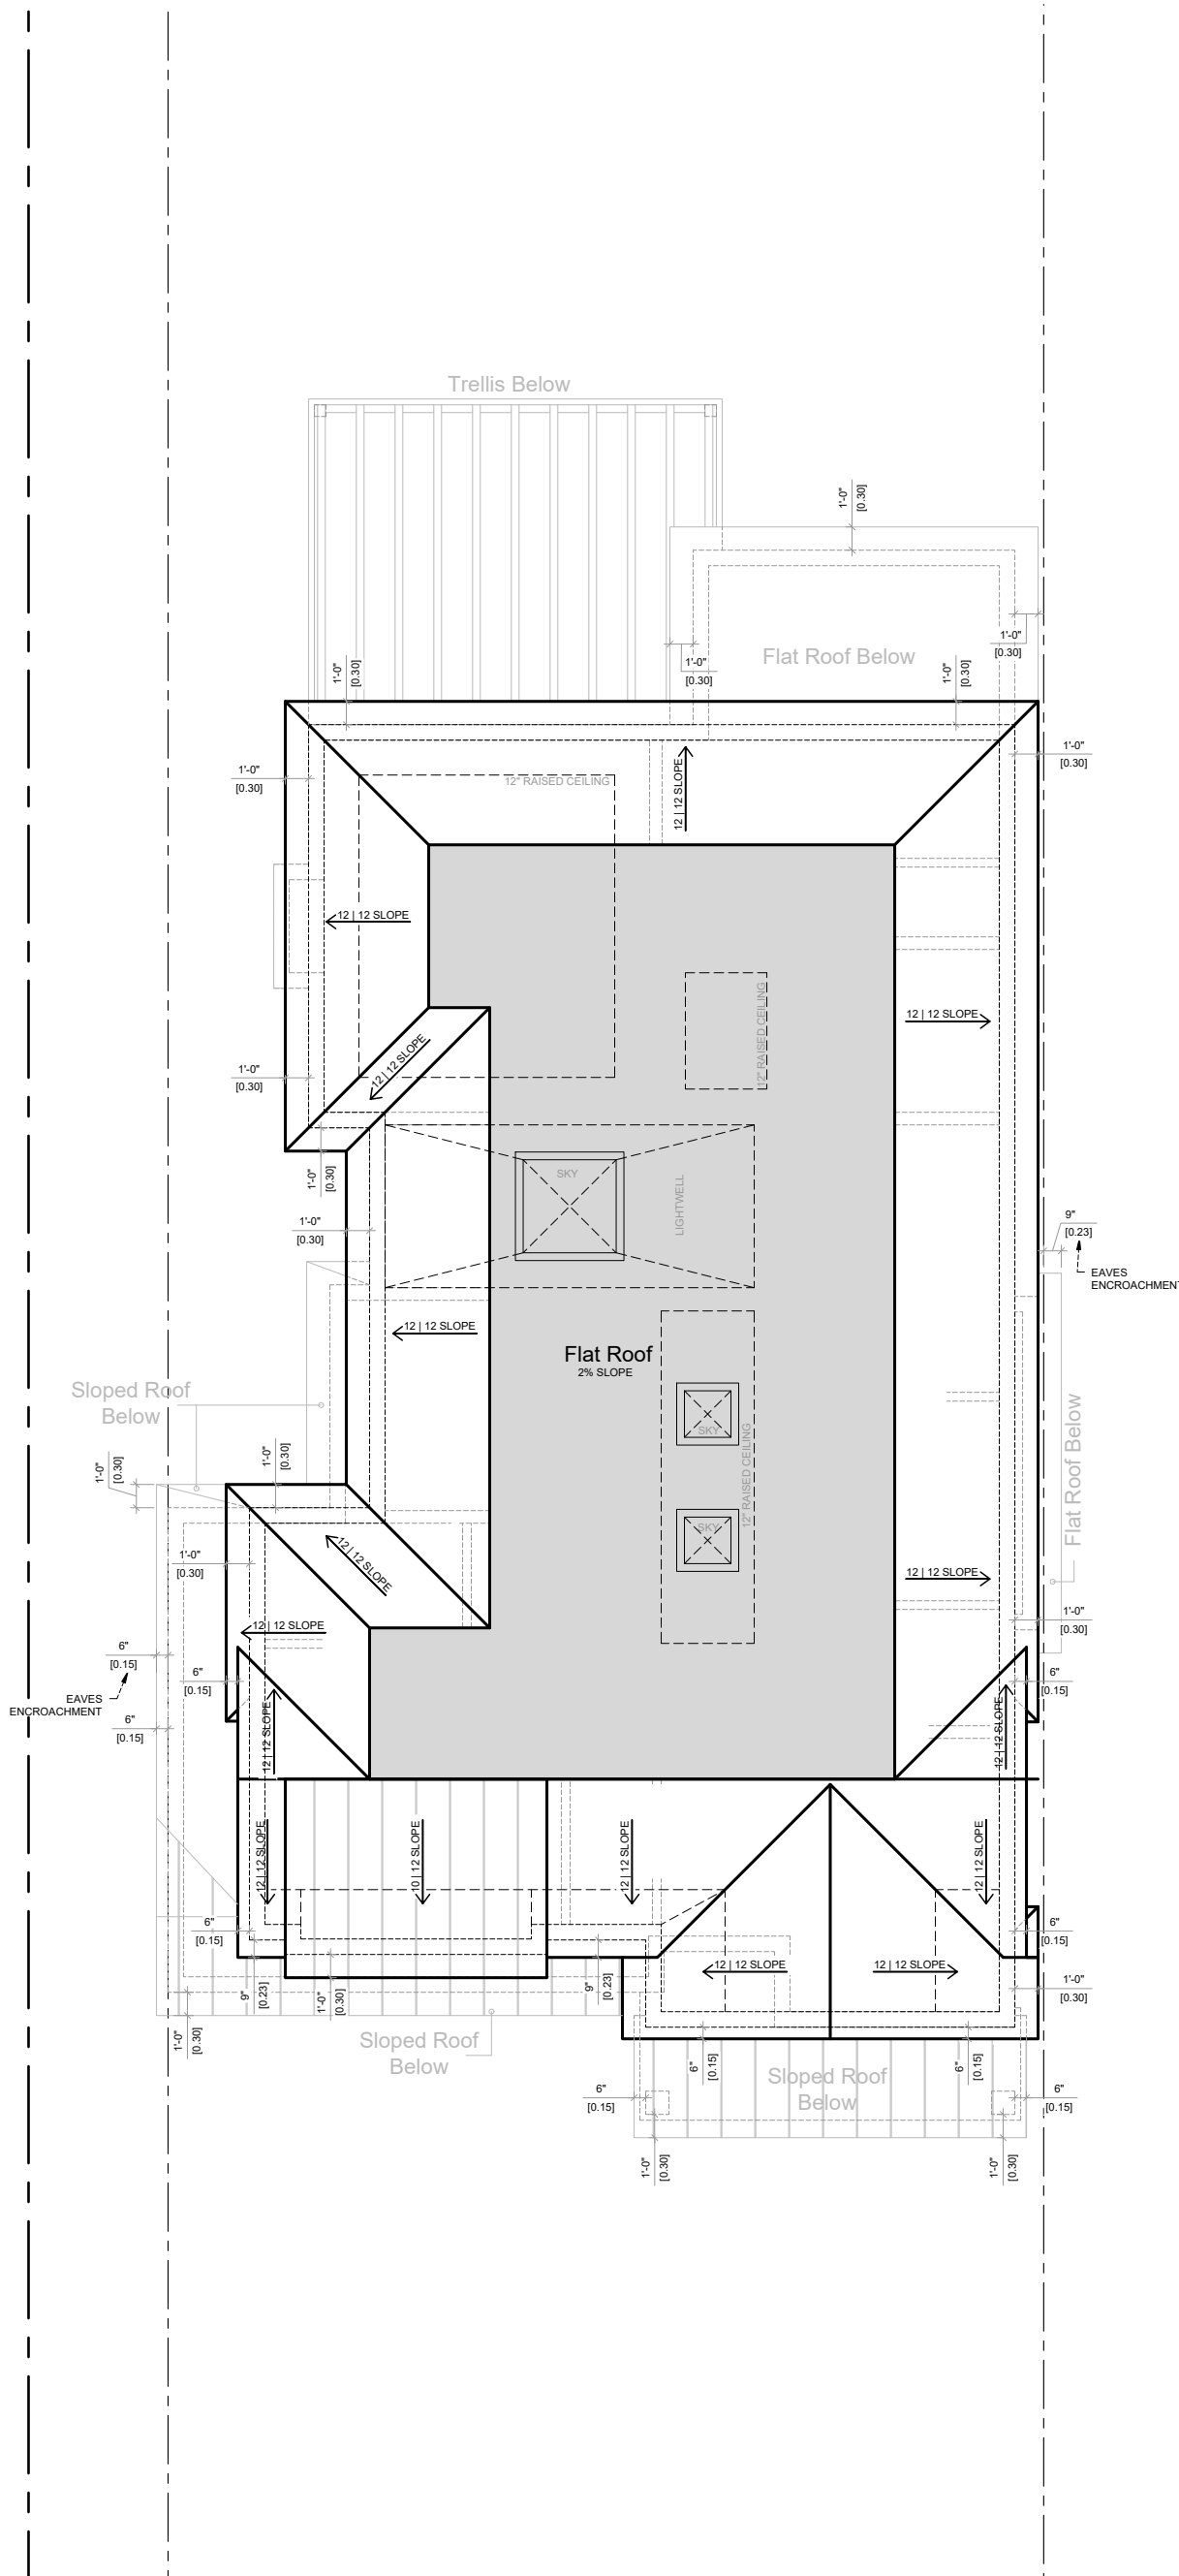 Trellis Below
1'-0"
[0.30]
1'-0"
[0.30]
Flat Roof Below
1'-0"
[0.30]
1'-0"
[0.30]
1'-0"
[0.30]
1'-0"
[0.30]
1'-0"
[0.30]
12" RAISED CEILING
12 | 12 SLOPE
12 | 12 SLOPE
12" RAISED CEILING
12 | 12 SLOPE
12 | 12 SLOPE
1'-0"
[0.30]
1'-0"
[0.30]
SKY
LIGHTWELL
1'-0"
[0.30]
9"
[0.23]
EAVES
ENCROACHMENT
12 | 12 SLOPE
Flat Roof
2% SLOPE
Sloped Roof
Below
SKY
12" RAISED CEILING
Flat Roof Below
1'-0"
[0.30]
1'-0"
[0.30]
SKY
1'-0"
[0.30]
12 | 12 SLOPE
12 | 12 SLOPE
12 | 12 SLOPE
1'-0"
[0.30]
6"
[0.15]
6"
[0.15]
6"
[0.15]
EAVES
ENCROACHMENT
6"
[0.15]
12 | 12 SLOPE
12 | 12 SLOPE
12 | 12 SLOPE
10 | 12 SLOPE
12 | 12 SLOPE
12 | 12 SLOPE
6"
[0.15]
6"
[0.15]
12 | 12 SLOPE
12 | 12 SLOPE
9"
[0.23]
1'-0"
[0.30]
9"
[0.23]
1'-0"
[0.30]
1'-0"
[0.30]
Sloped Roof
Below
6"
[0.15]
6"
[0.15]
Sloped Roof
Below
6"
[0.15]
6"
[0.15]
1'-0"
[0.30]
1'-0"
[0.30]